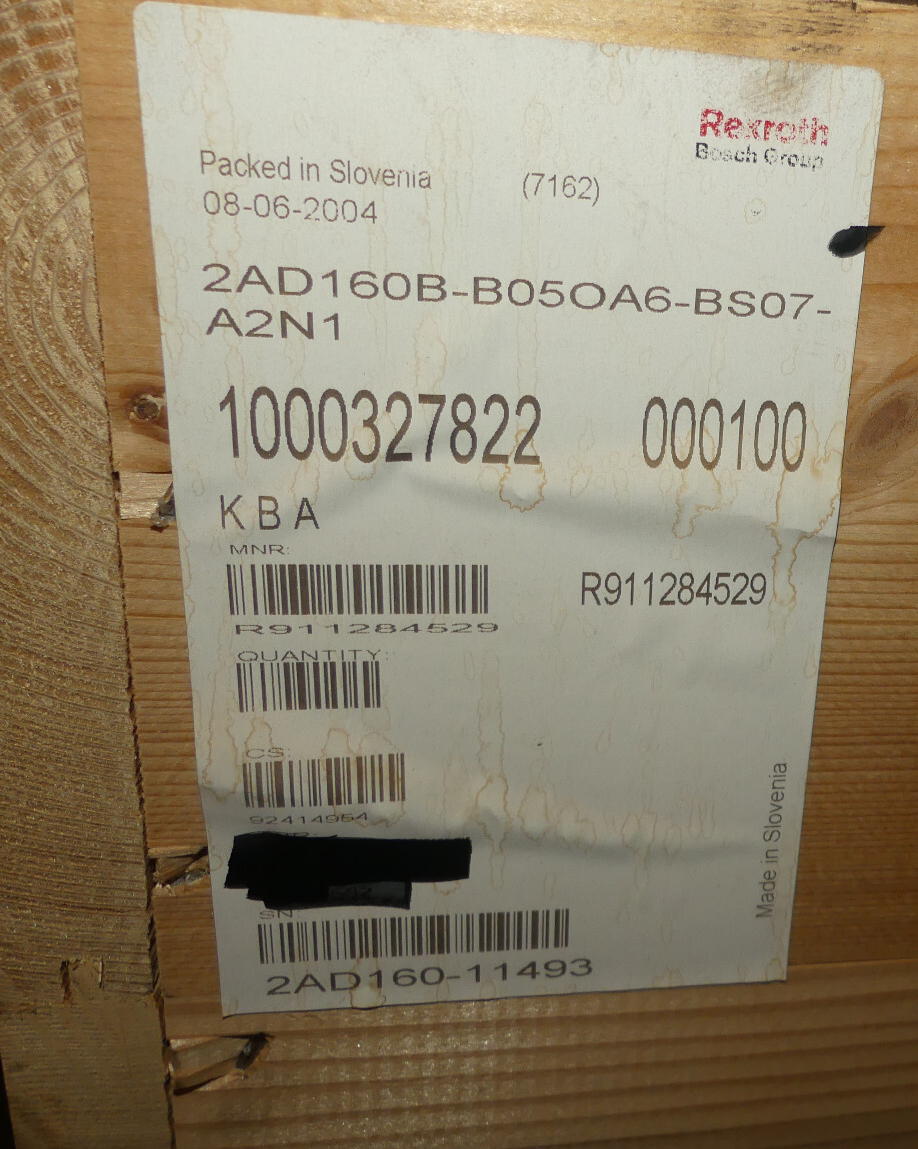 Rexroth
Bosch Group
Packed in Slovenia (7162)
08-06-2004
2AD160B-B05OA6-BS07-
A2N1
1000327822 000100
K B A
MNR:
R911284529
R911284529
QUANTITY:
CS:
92414954
SN
2AD160-11493
Made in Slovenia